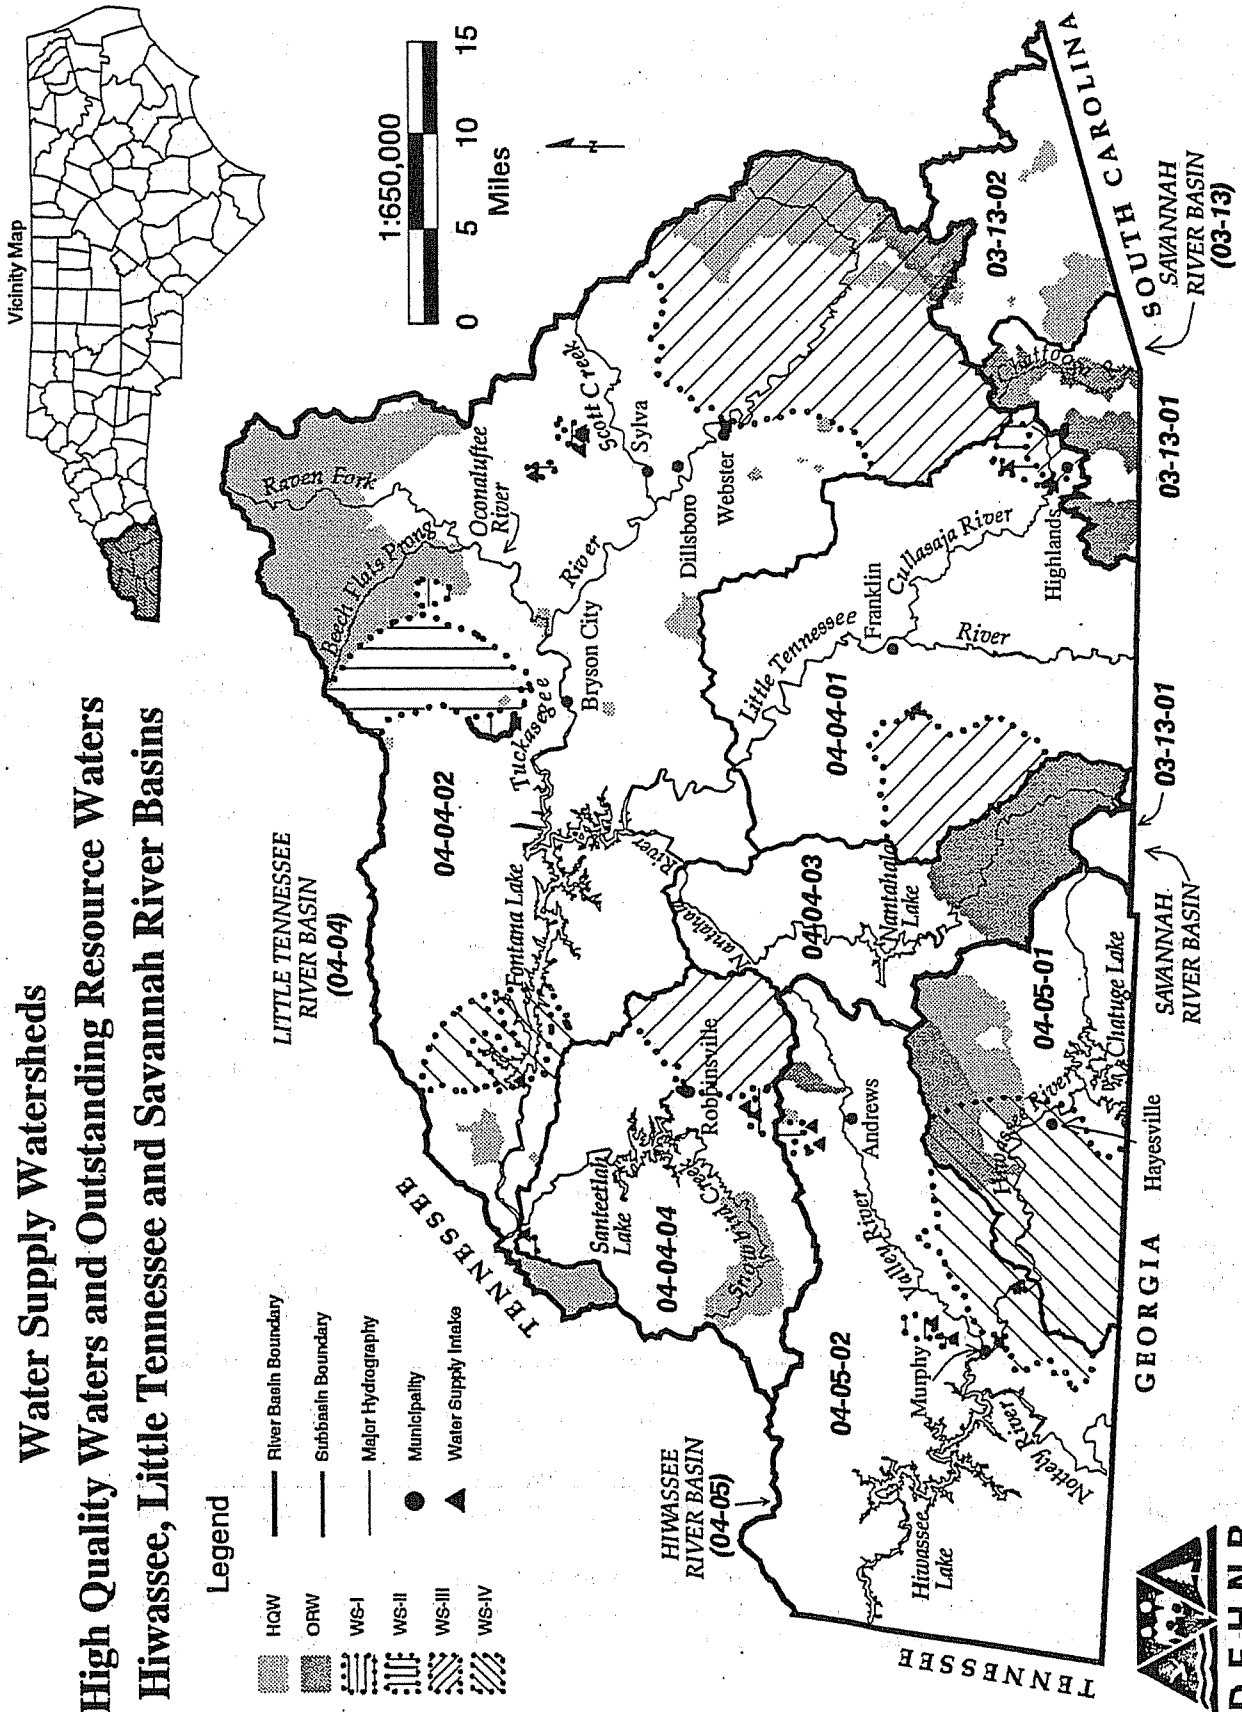 Water Supply Watersheds
High Quality Waters and Outstanding Resource Waters
Hiwassee, Little Tennessee and Savannah River Basins
Vicinity Map
Legend
HQW
ORW
WS-I
WS-II
WS-III
WS-IV
River Basin Boundary
Subbasin Boundary
Major Hydrography
Municipality
Water Supply Intake
1:650,000
0 5 10 15
Miles
N
LITTLE TENNESSEE
RIVER BASIN
(04-04)
TENNESSEE
04-04-02
Raven Fork
Beech Flats Prong
Oconaluftee
River
Tuckasegee
River
Bryson City
Scott Creek
Sylva
Dillsboro
Webster
Fontana Lake
Nantahala
River
04-04-03
Nantahala
Lake
Little Tennessee
River
04-04-01
Franklin
Cullasaja River
Highlands
Chattooga
03-13-02
SOUTH CAROLINA
SAVANNAH
RIVER BASIN
(03-13)
03-13-01
03-13-01
SAVANNAH
RIVER BASIN
Santeetlah
Lake
Robbinsville
04-04-04
Snowbird
Creek
HIWASSEE
RIVER BASIN
(04-05)
04-05-02
Andrews
Valley River
Murphy
Hiwassee
Lake
Nottely River
Hiwassee River
04-05-01
Chatuge Lake
Hayesville
GEORGIA
TENNESSEE
DEHNR